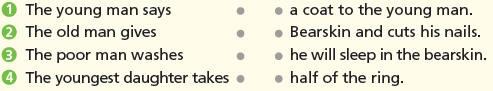 1 The young man says ● ● a coat to the young man.
2 The old man gives ● ● Bearskin and cuts his nails.
3 The poor man washes ● ● he will sleep in the bearskin.
4 The youngest daughter takes ● ● half of the ring.